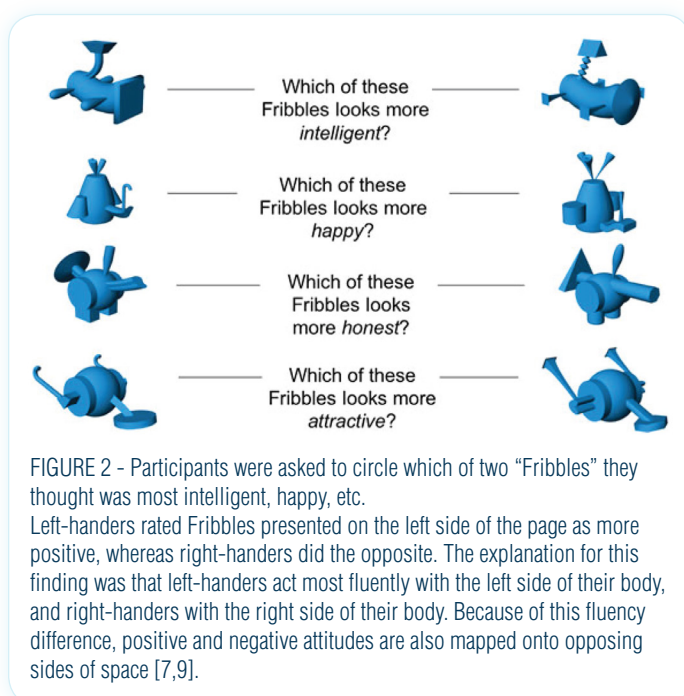 Which of these
Fribbles looks more
intelligent?
Which of these
Fribbles looks more
happy?
Which of these
Fribbles looks
more honest?
Which of these
Fribbles looks more
attractive?
FIGURE 2 - Participants were asked to circle which of two “Fribbles” they
thought was most intelligent, happy, etc.
Left-handers rated Fribbles presented on the left side of the page as more
positive, whereas right-handers did the opposite. The explanation for this
finding was that left-handers act most fluently with the left side of their body,
and right-handers with the right side of their body. Because of this fluency
difference, positive and negative attitudes are also mapped onto opposing
sides of space [7,9].